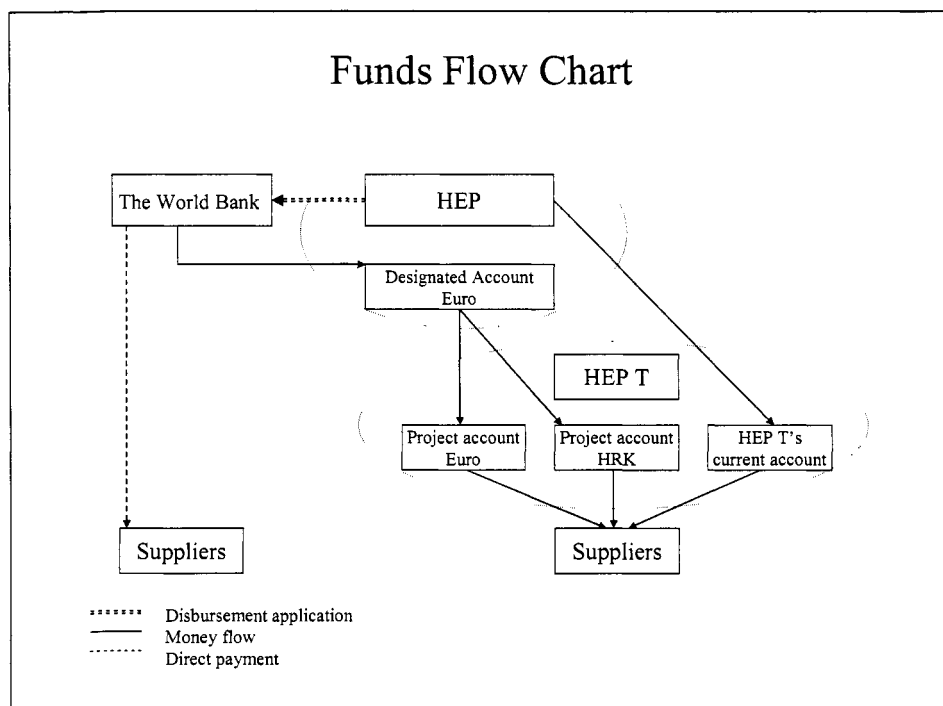 Funds Flow Chart
The World Bank
HEP
Designated Account
Euro
HEP T
Project account
Euro
Project account
HRK
HEP T's
current account
Suppliers
Suppliers
Disbursement application
Money flow
Direct payment